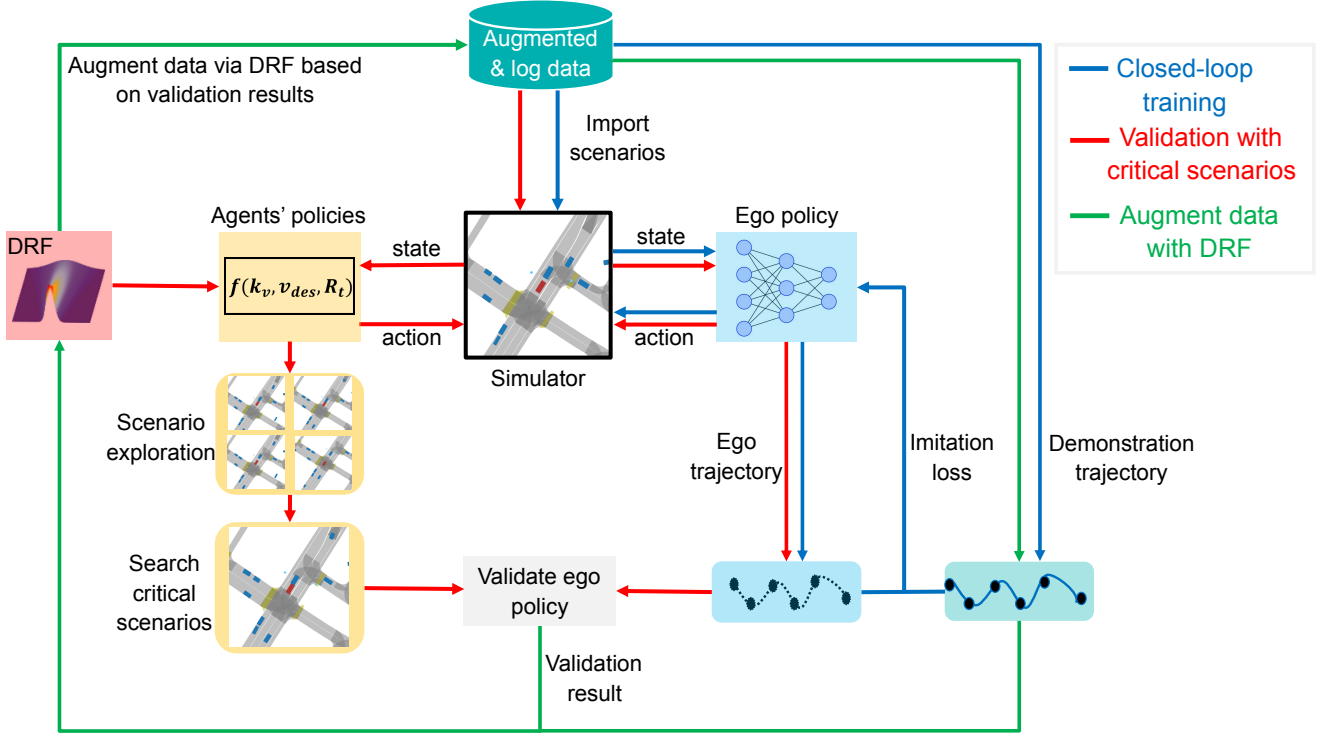 Augmented
& log data
Augment data via DRF based
on validation results
Import
scenarios
Closed-loop
training
Validation with
critical scenarios
Augment data
with DRF
DRF
Agents' policies
f(k_v, v_des, R_t)
state
action
Simulator
Ego policy
state
action
Scenario
exploration
Ego
trajectory
Imitation
loss
Demonstration
trajectory
Search
critical
scenarios
Validate ego
policy
Validation
result